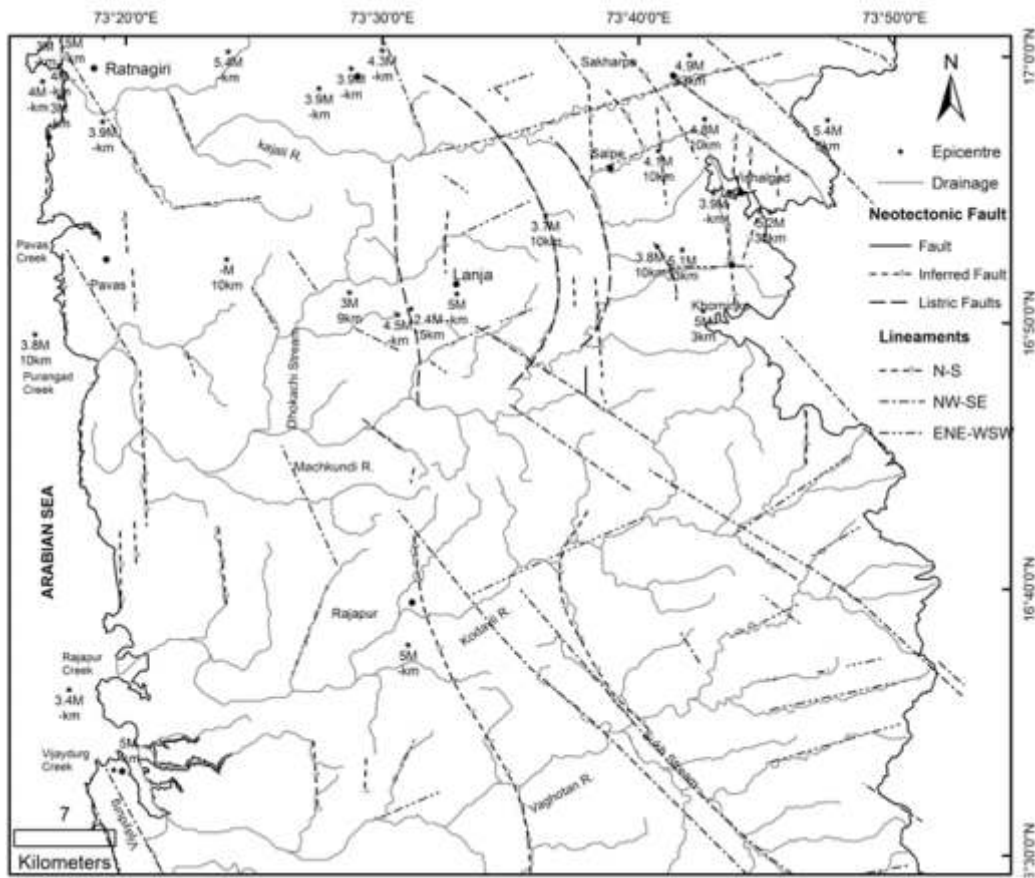 73°20'0"E
73°30'0"E
73°40'0"E
73°50'0"E
17°0'0"N
16°50'0"N
16°40'0"N
16°30'0"N
N
Epicentre
Drainage
Neotectonic Fault
Fault
Inferred Fault
Listric Faults
Lineaments
N-S
NW-SE
ENE-WSW
5M
Ratnagiri
4M
-km
3M
-km
3.9M
-km
5.4M
-km
3.9M
-km
4.3M
-km
3.9M
-km
Sakharpa
4.9M
4.8M
10km
5.4M
kajali R.
Salpe
4.1M
10km
3.9M
-km
3.7M
10km
3.8M
10km
5.1M
Pavas
Creek
Pavas
-M
10km
Lanja
3M
9km
4.5M
-km
2.4M
15km
5M
-km
5M
3km
3.8M
10km
Purangad
Creek
Machkundi R.
ARABIAN SEA
Rajapur
Kodavli R.
5M
-km
Rajapur
Creek
3.4M
-km
5M
Vijaydurg
Creek
Vaghotan R.
7
Kilometers